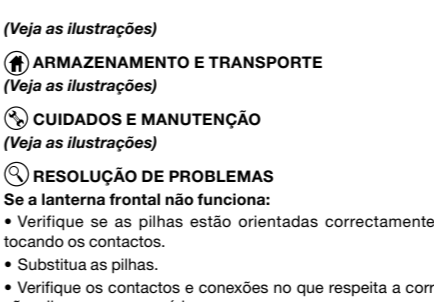 (Veja as ilustrações)
ARMAZENAMENTO E TRANSPORTE
(Veja as ilustrações)
CUIDADOS E MANUTENÇÃO
(Veja as ilustrações)
RESOLUÇÃO DE PROBLEMAS
Se a lanterna frontal não funciona:
• Verifique se as pilhas estão orientadas correctamente
tocando os contactos.
• Substitua as pilhas.
• Verifique os contactos e conexões no que respeita a corr